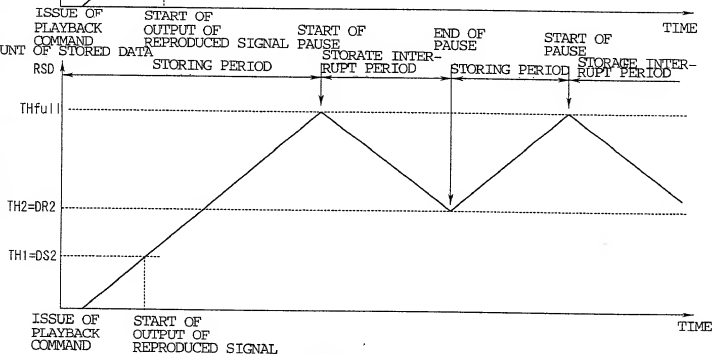 ISSUE OF PLAYBACK COMMAND
START OF OUTPUT OF REPRODUCED SIGNAL
START OF PAUSE
END OF PAUSE
START OF PAUSE
TIME
UNT OF STORED DATA
RSD
STORING PERIOD
STORATE INTER-
RUPT PERIOD
STORING PERIOD
STORAGE INTER-
RUPT PERIOD
THfull
TH2=DR2
TH1=DS2
ISSUE OF PLAYBACK COMMAND
START OF OUTPUT OF REPRODUCED SIGNAL
TIME